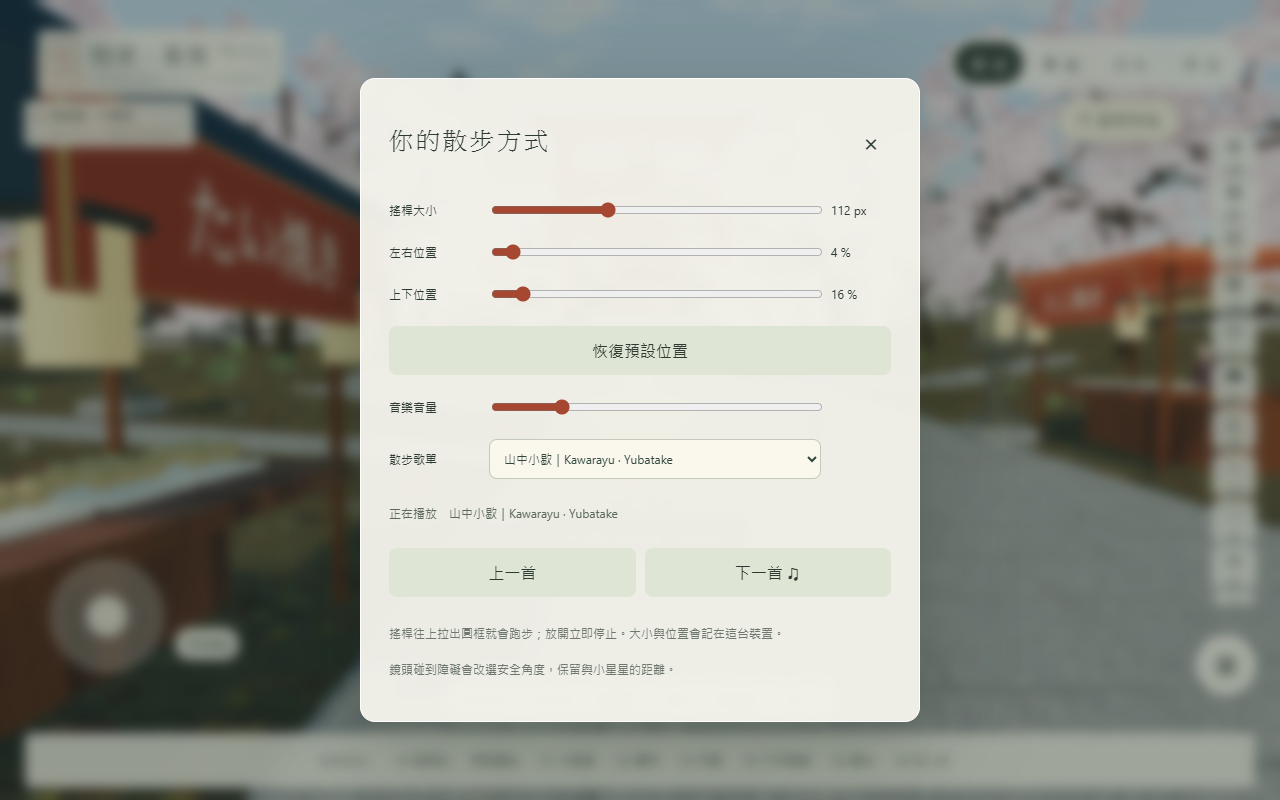 你的散步方式
×
搖桿大小 112 px
左右位置 4 %
上下位置 16 %
恢復預設位置
音樂音量
散步歌單 山中小歇 | Kawarayu · Yubatake
正在播放 山中小歇 | Kawarayu · Yubatake
上一首 下一首 ♫
搖桿往上拉出圓框就會跑步；放開立即停止。大小與位置會記在這台裝置。
鏡頭碰到障礙會改選安全角度，保留與小星星的距離。
たい焼き